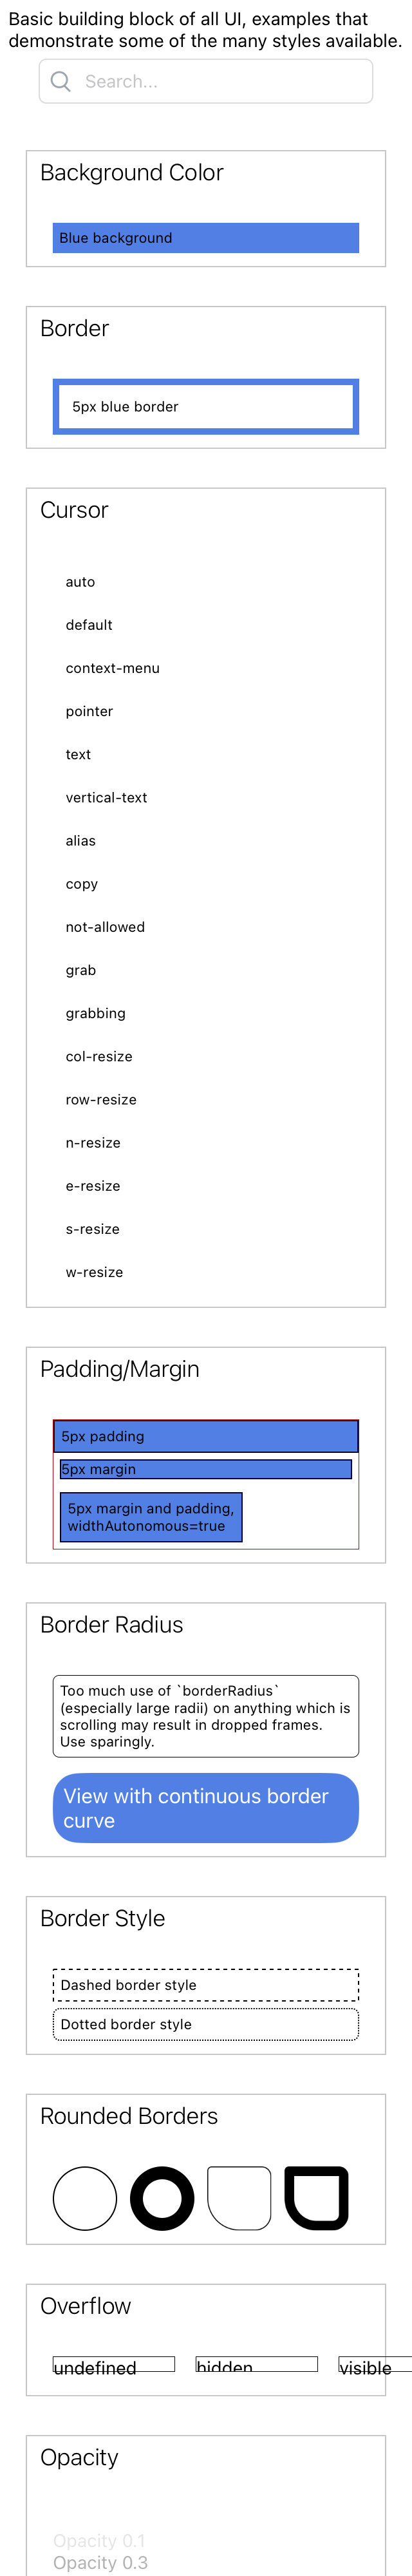 Basic building block of all UI, examples that
demonstrate some of the many styles available.
Search...
Background Color
Blue background
Border
5px blue border
Cursor
auto
default
context-menu
pointer
text
vertical-text
alias
copy
not-allowed
grab
grabbing
col-resize
row-resize
n-resize
e-resize
s-resize
w-resize
Padding/Margin
5px padding
5px margin
5px margin and padding,
widthAutonomous=true
Border Radius
Too much use of `borderRadius`
(especially large radii) on anything which is
scrolling may result in dropped frames.
Use sparingly.
View with continuous border
curve
Border Style
Dashed border style
Dotted border style
Rounded Borders
Overflow
undefined hidden visible
Opacity
Opacity 0.1
Opacity 0.3